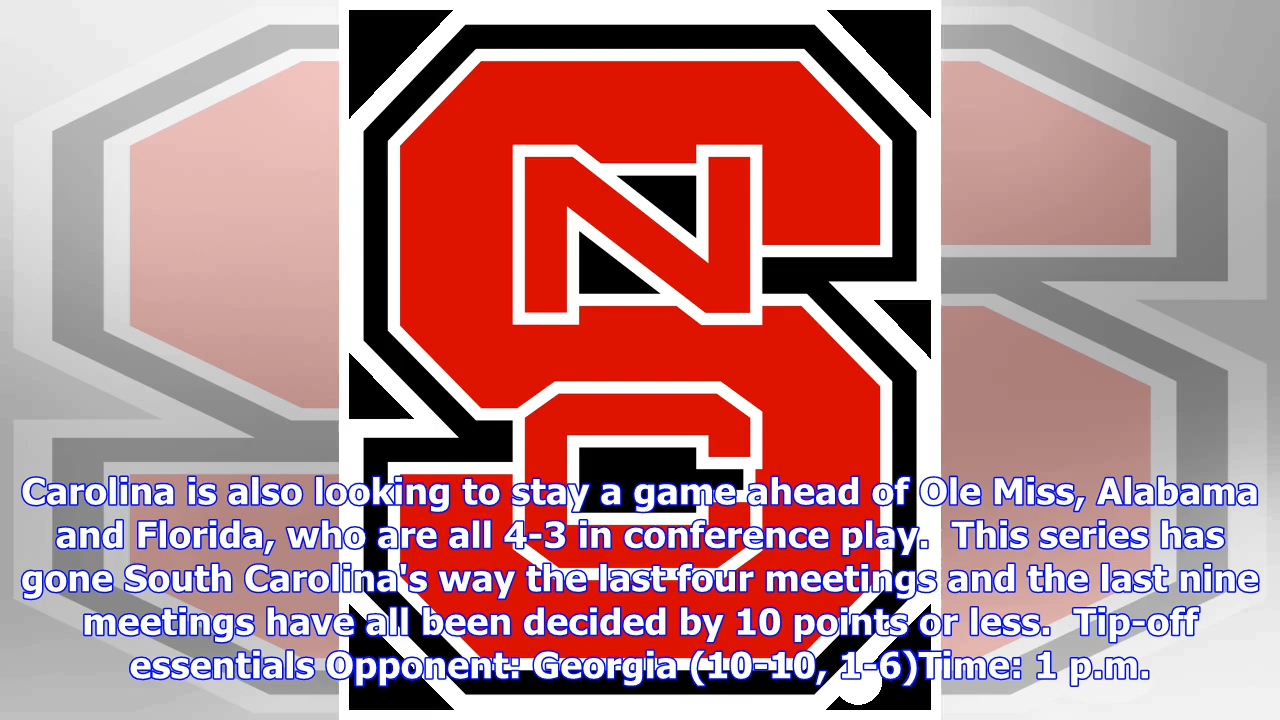 N
C
Carolina is also looking to stay a game ahead of Ole Miss, Alabama
and Florida, who are all 4-3 in conference play.  This series has
gone South Carolina's way the last four meetings and the last nine
meetings have all been decided by 10 points or less.  Tip-off
essentials Opponent: Georgia (10-10, 1-6)Time: 1 p.m.